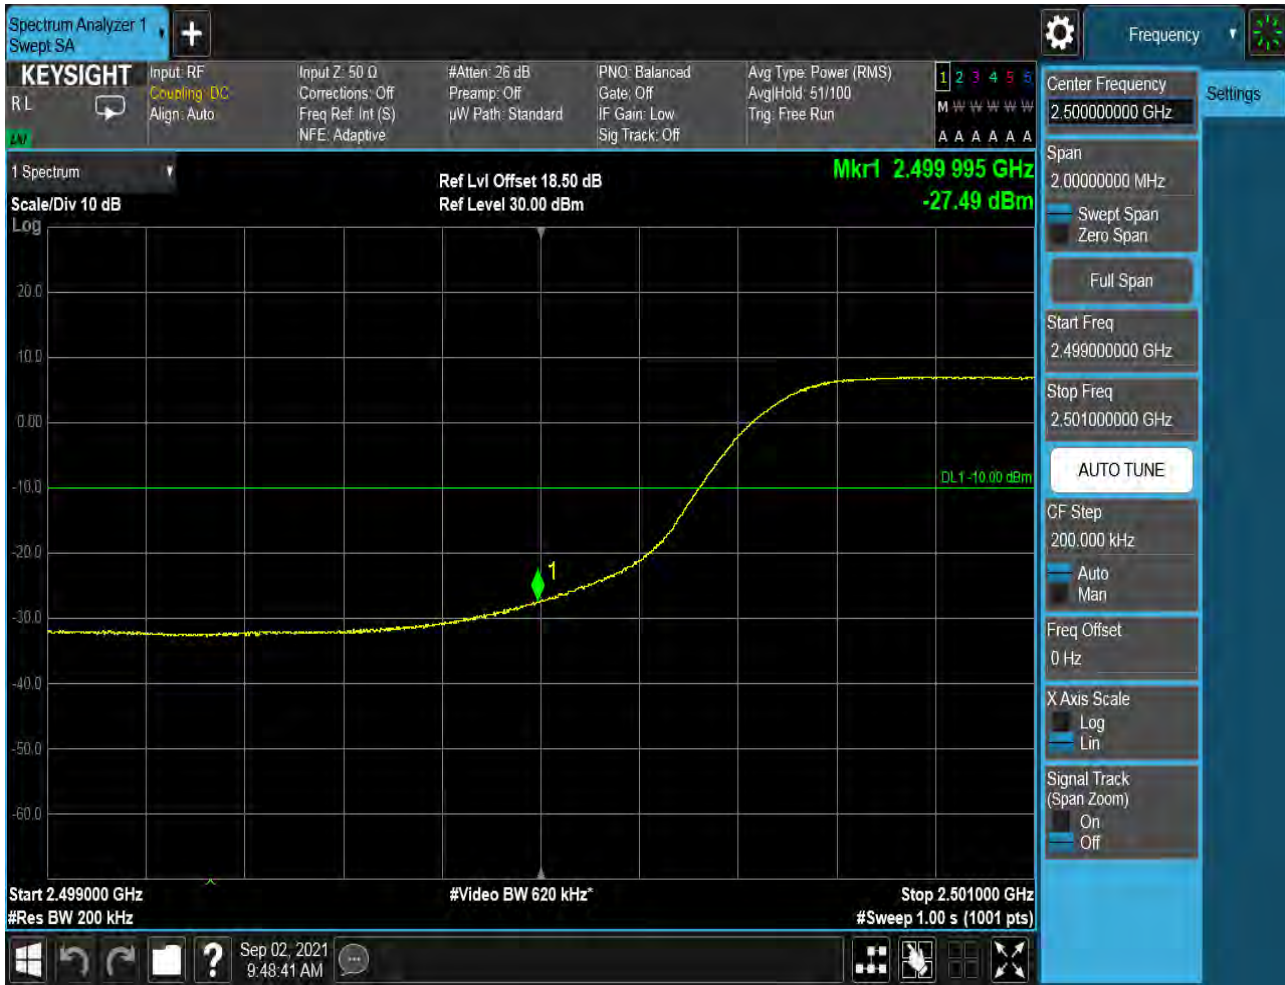 Spectrum Analyzer 1
Swept SA
+
Frequency
KEYSIGHT
R L
LXI
Input: RF
Coupling: DC
Align: Auto
Input Z: 50 Ω
Corrections: Off
Freq Ref: Int (S)
NFE: Adaptive
#Atten: 26 dB
Preamp: Off
µW Path: Standard
PNO: Balanced
Gate: Off
IF Gain: Low
Sig Track: Off
Avg Type: Power (RMS)
Avg|Hold: 51/100
Trig: Free Run
1 2 3 4 5 6
M W W W W W
A A A A A A
1 Spectrum
Scale/Div 10 dB
Log
Ref Lvl Offset 18.50 dB
Ref Level 30.00 dBm
Mkr1 2.499 995 GHz
-27.49 dBm
20.0
10.0
0.00
-10.0
-20.0
-30.0
-40.0
-50.0
-60.0
DL1 -10.00 dBm
1
Start 2.499000 GHz
#Res BW 200 kHz
#Video BW 620 kHz*
Stop 2.501000 GHz
#Sweep 1.00 s (1001 pts)
?
Sep 02, 2021
9:48:41 AM
Center Frequency
2.500000000 GHz
Settings
Span
2.00000000 MHz
Swept Span
Zero Span
Full Span
Start Freq
2.499000000 GHz
Stop Freq
2.501000000 GHz
AUTO TUNE
CF Step
200.000 kHz
Auto
Man
Freq Offset
0 Hz
X Axis Scale
Log
Lin
Signal Track
(Span Zoom)
On
Off